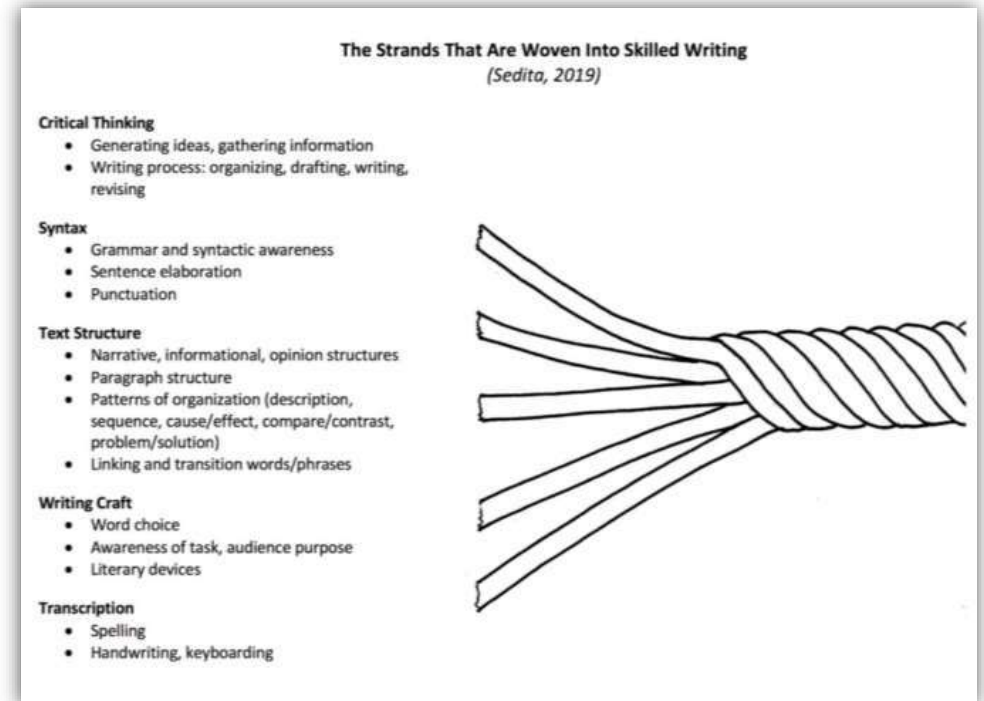 The Strands That Are Woven Into Skilled Writing
(Sedita, 2019)
Critical Thinking
• Generating ideas, gathering information
• Writing process: organizing, drafting, writing,
revising
Syntax
• Grammar and syntactic awareness
• Sentence elaboration
• Punctuation
Text Structure
• Narrative, informational, opinion structures
• Paragraph structure
• Patterns of organization (description,
sequence, cause/effect, compare/contrast,
problem/solution)
• Linking and transition words/phrases
Writing Craft
• Word choice
• Awareness of task, audience purpose
• Literary devices
Transcription
• Spelling
• Handwriting, keyboarding